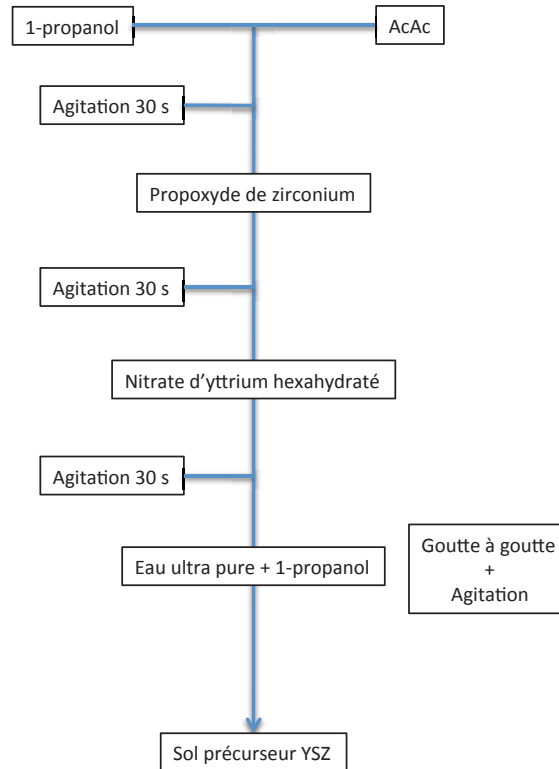 1-propanol
AcAc
Agitation 30 s
Propoxyde de zirconium
Agitation 30 s
Nitrate d’yttrium hexahydraté
Agitation 30 s
Eau ultra pure + 1-propanol
Goutte à goutte
+
Agitation
Sol précurseur YSZ